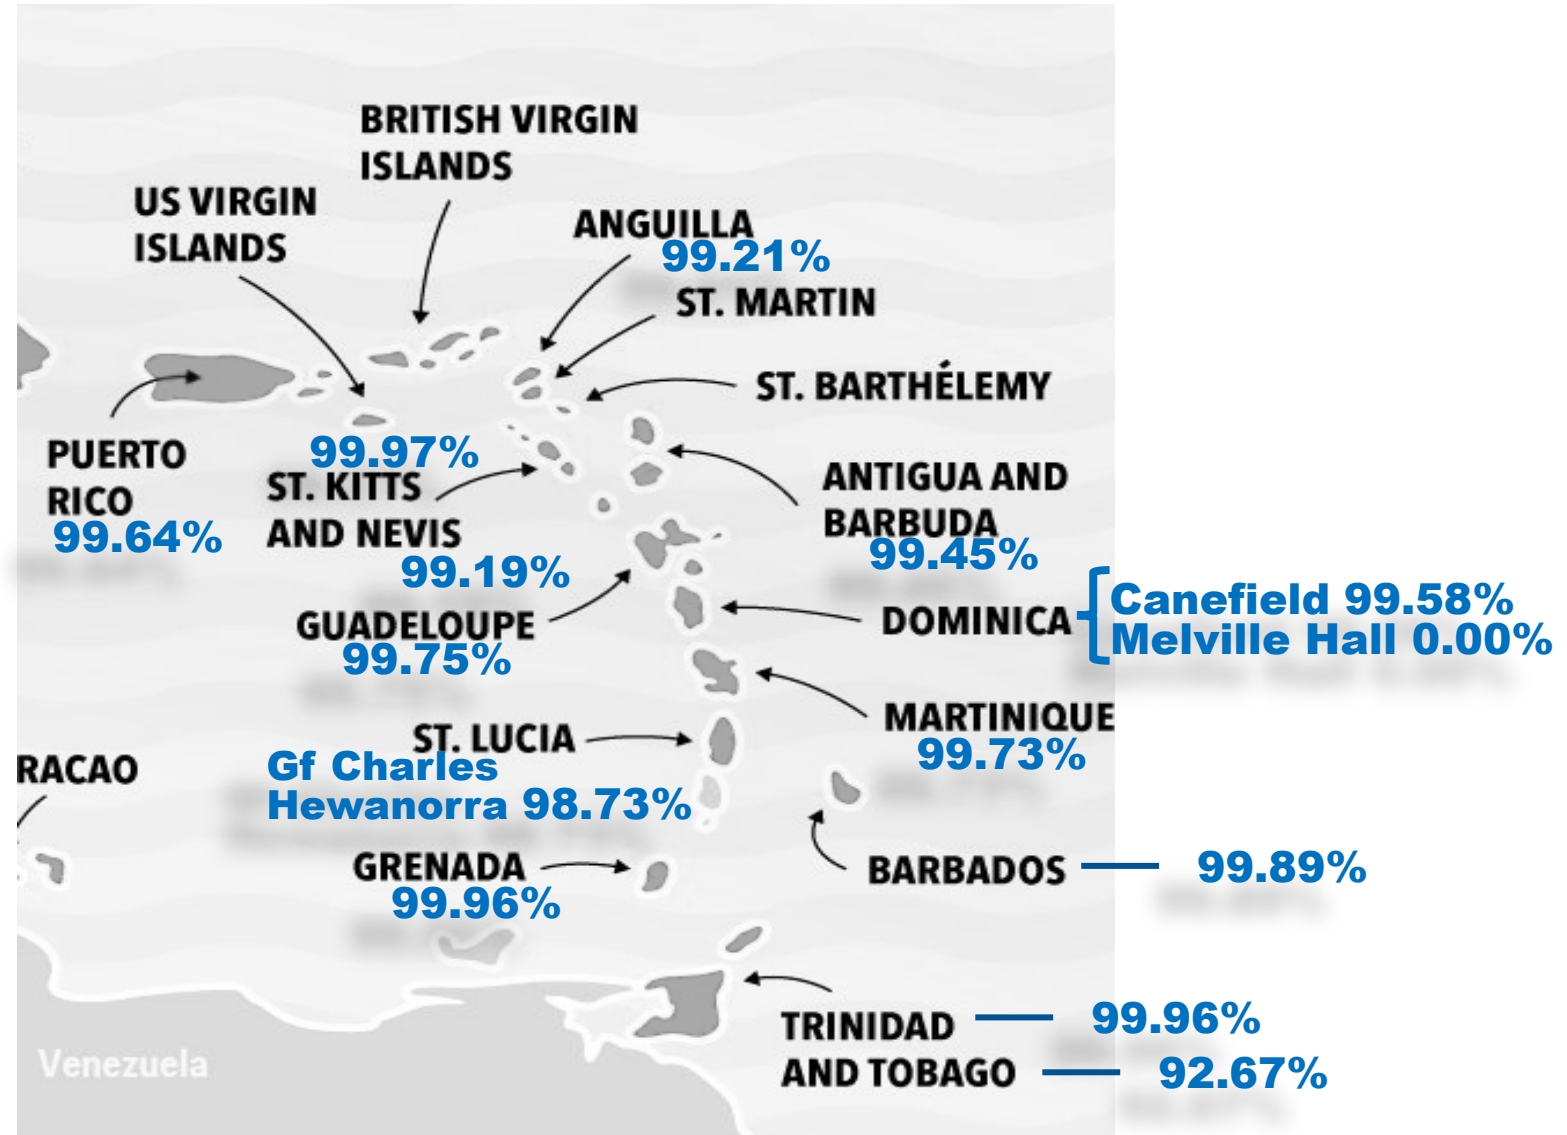 BRITISH VIRGIN
ISLANDS
US VIRGIN
ISLANDS
ANGUILLA
99.21%
ST. MARTIN
ST. BARTHÉLEMY
PUERTO
RICO
99.64%
99.97%
ST. KITTS
AND NEVIS
99.19%
ANTIGUA AND
BARBUDA
99.45%
GUADELOUPE
99.75%
DOMINICA
Canefield 99.58%
Melville Hall 0.00%
MARTINIQUE
99.73%
ST. LUCIA
Gf Charles
Hewanorra 98.73%
RACAO
GRENADA
99.96%
BARBADOS
99.89%
TRINIDAD
99.96%
AND TOBAGO
92.67%
Venezuela